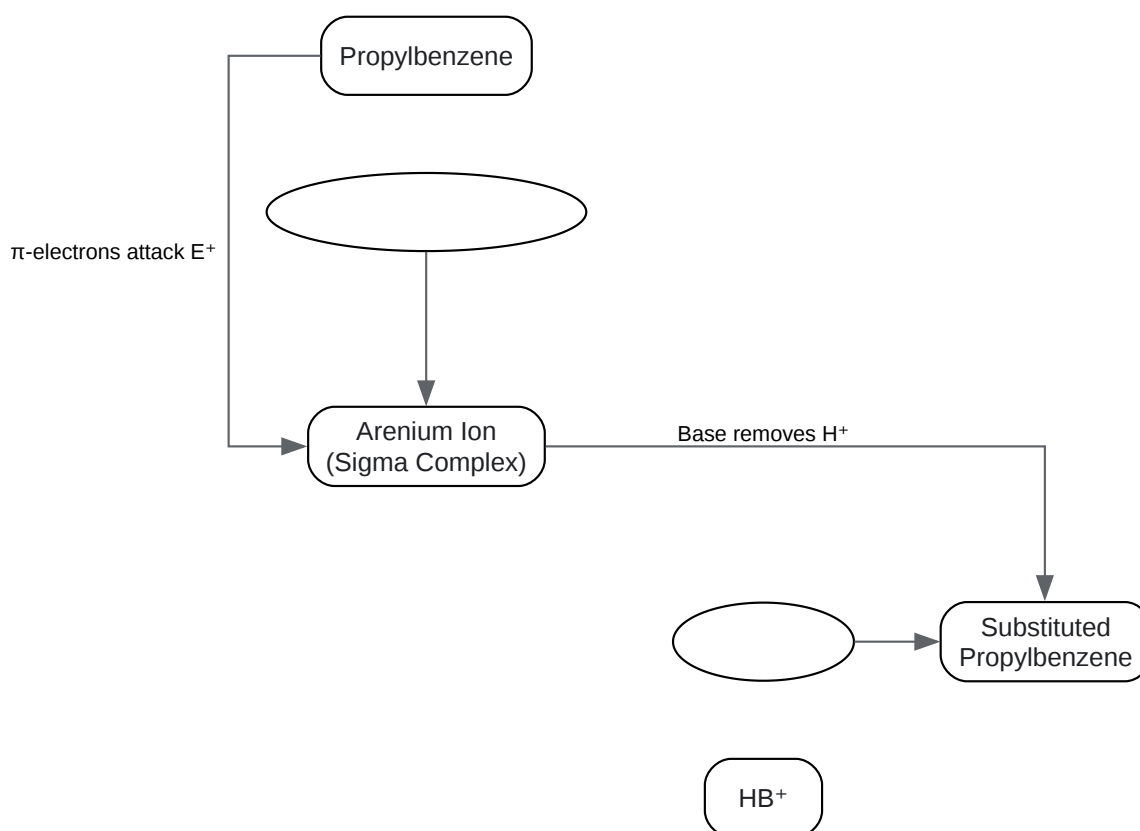 Propylbenzene
π-electrons attack E⁺
Arenium Ion
(Sigma Complex)
Base removes H⁺
Substituted
Propylbenzene
HB⁺